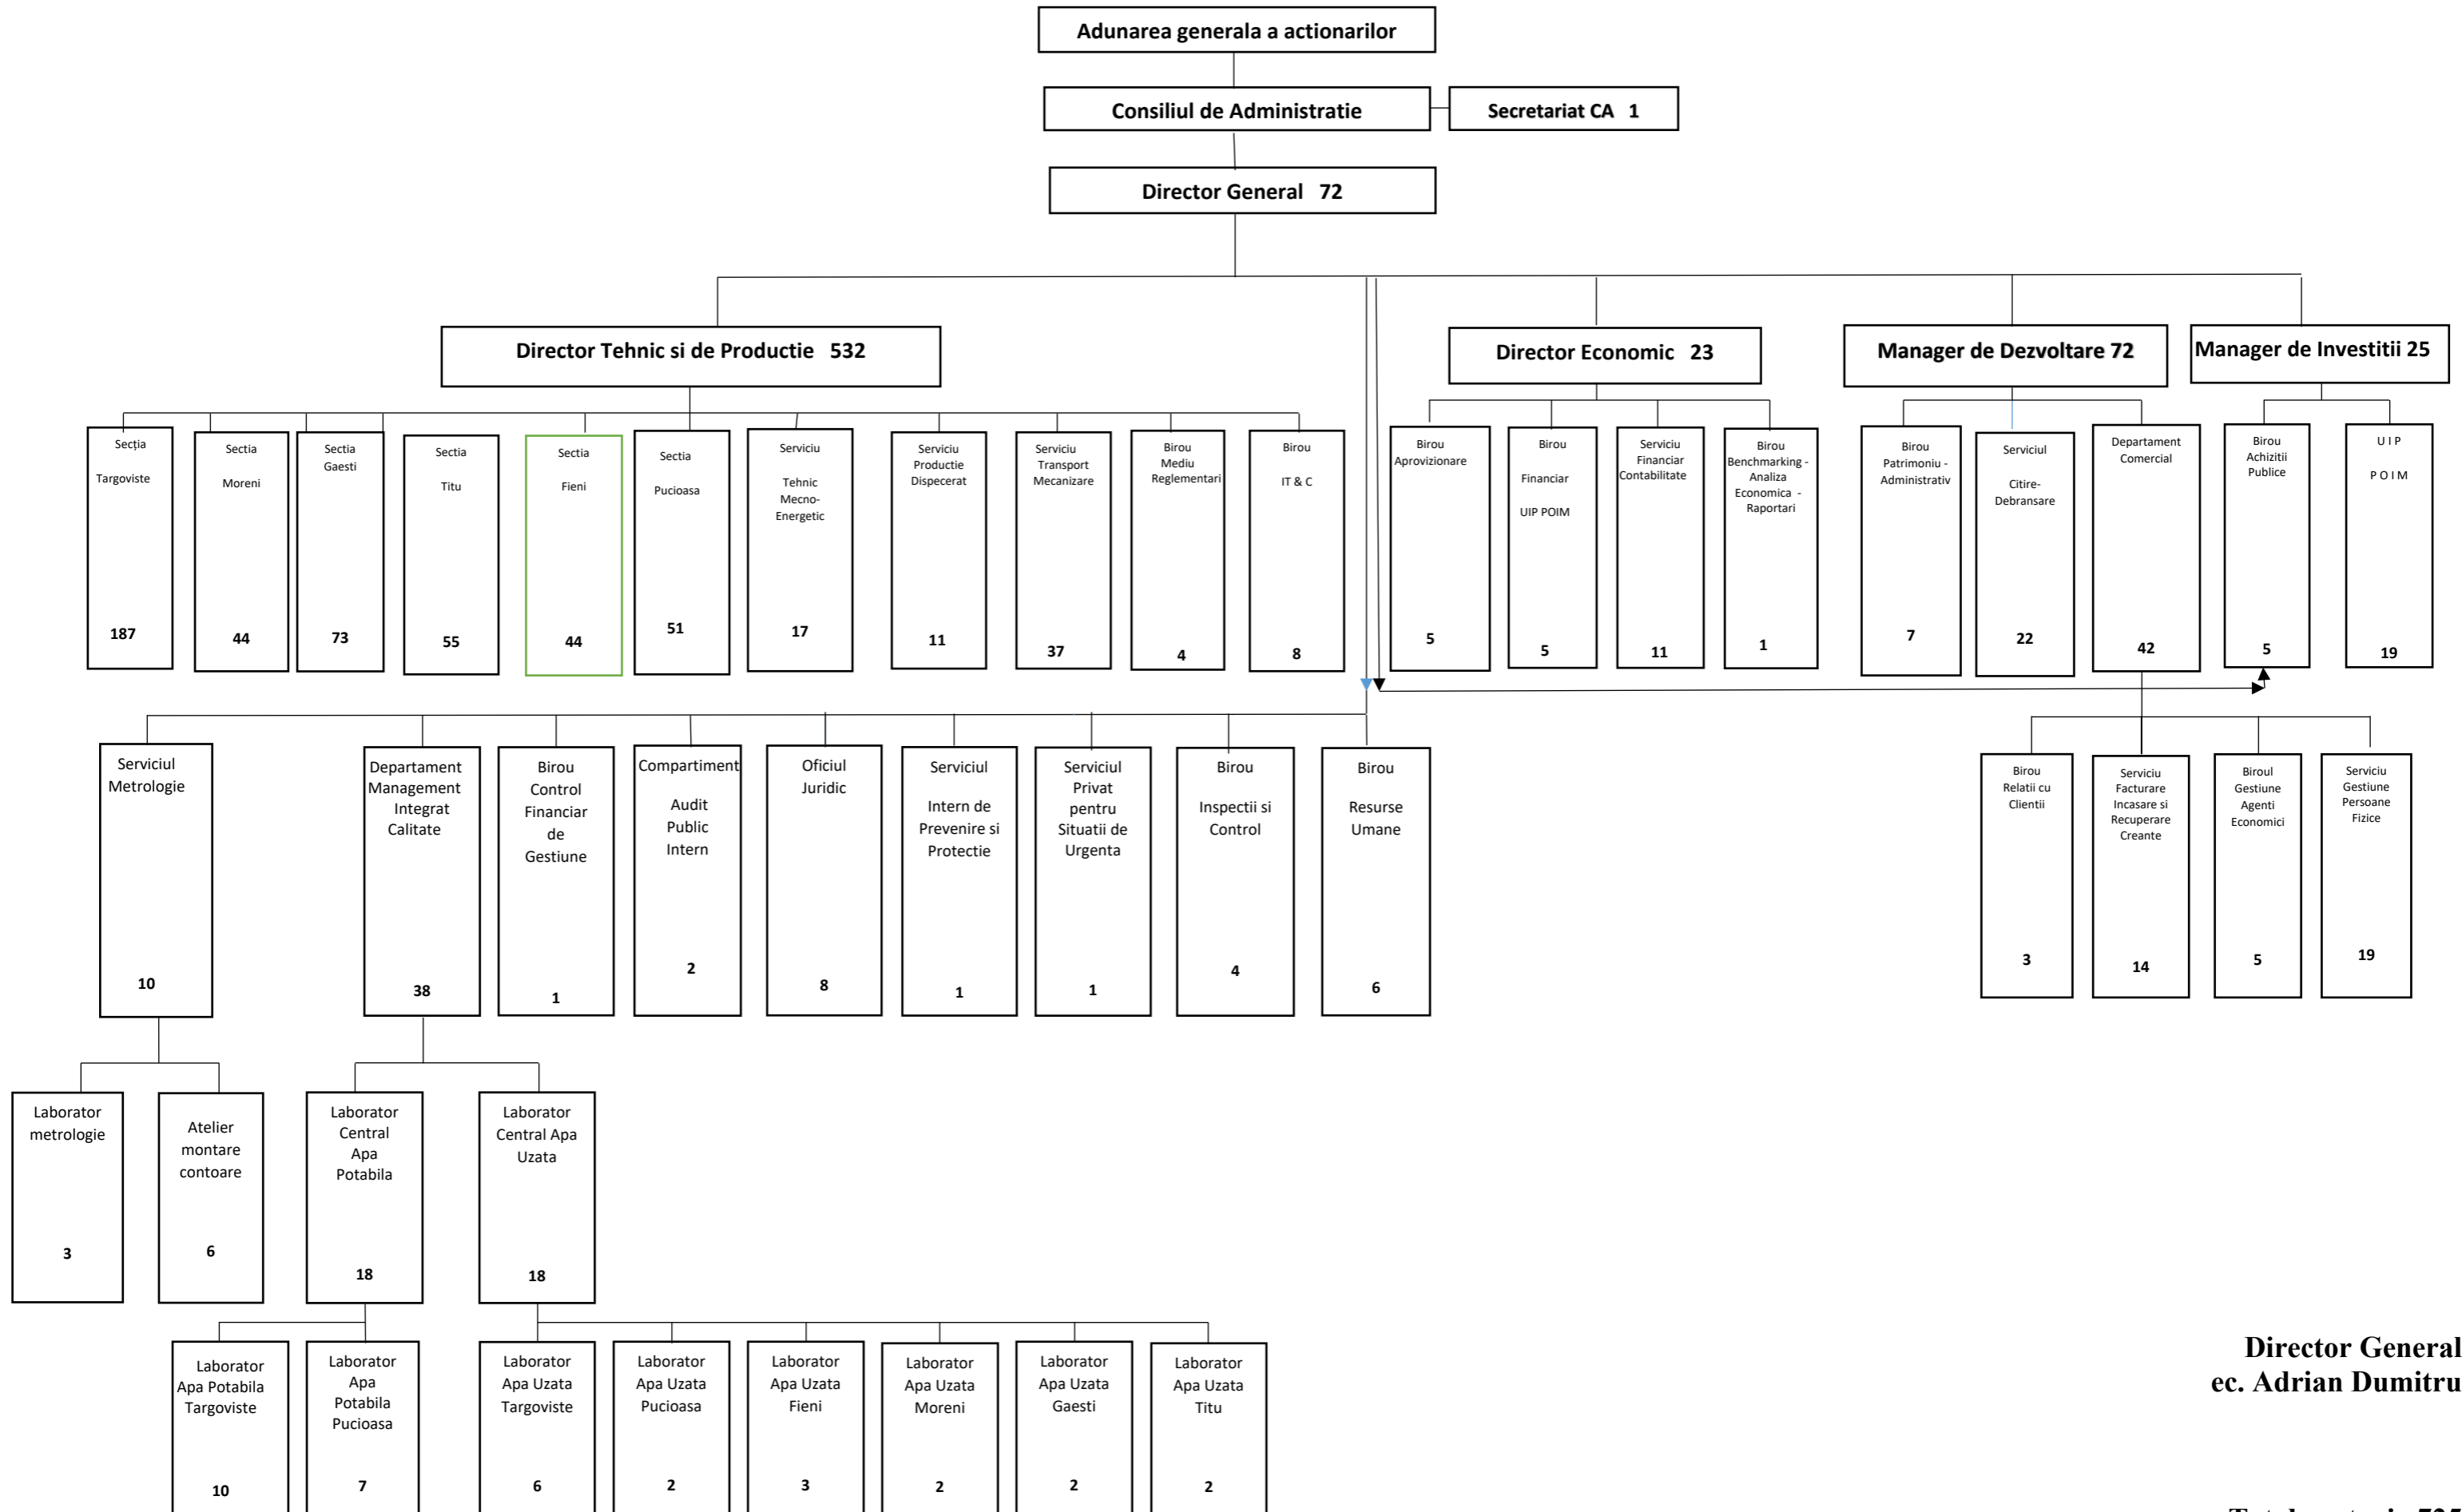 Adunarea generala a actionarilor
Consiliul de Administratie
Secretariat CA 1
Director General 72
Director Tehnic si de Productie 532
Director Economic 23
Manager de Dezvoltare 72
Manager de Investitii 25
Secția
Targoviste
187
Sectia
Moreni
44
Sectia
Gaesti
73
Sectia
Titu
55
Sectia
Fieni
44
Sectia
Pucioasa
51
Serviciu
Tehnic
Mecno-
Energetic
17
Serviciu
Productie
Dispecerat
11
Serviciu
Transport
Mecanizare
37
Birou
Mediu
Reglementari
4
Birou
IT & C
8
Birou
Aprovizionare
5
Birou
Financiar
UIP POIM
5
Serviciu
Financiar
Contabilitate
11
Birou
Benchmarking -
Analiza
Economica -
Raportari
1
Birou
Patrimoniu -
Administrativ
7
Serviciul
Citire-
Debransare
22
Departament
Comercial
42
Birou
Achizitii
Publice
5
U I P
P O I M
19
Serviciul
Metrologie
10
Departament
Management
Integrat
Calitate
38
Birou
Control
Financiar
de
Gestiune
1
Compartiment
Audit
Public
Intern
2
Oficiul
Juridic
8
Serviciul
Intern de
Prevenire si
Protectie
1
Serviciul
Privat
pentru
Situatii de
Urgenta
1
Birou
Inspectii si
Control
4
Birou
Resurse
Umane
6
Birou
Relatii cu
Clientii
3
Serviciu
Facturare
Incasare si
Recuperare
Creante
14
Biroul
Gestiune
Agenti
Economici
5
Serviciu
Gestiune
Persoane
Fizice
19
Laborator
metrologie
3
Atelier
montare
contoare
6
Laborator
Central
Apa
Potabila
18
Laborator
Central Apa
Uzata
18
Laborator
Apa Potabila
Targoviste
10
Laborator
Apa
Potabila
Pucioasa
7
Laborator
Apa Uzata
Targoviste
6
Laborator
Apa Uzata
Pucioasa
2
Laborator
Apa Uzata
Fieni
3
Laborator
Apa Uzata
Moreni
2
Laborator
Apa Uzata
Gaesti
2
Laborator
Apa Uzata
Titu
2
Director General
ec. Adrian Dumitru